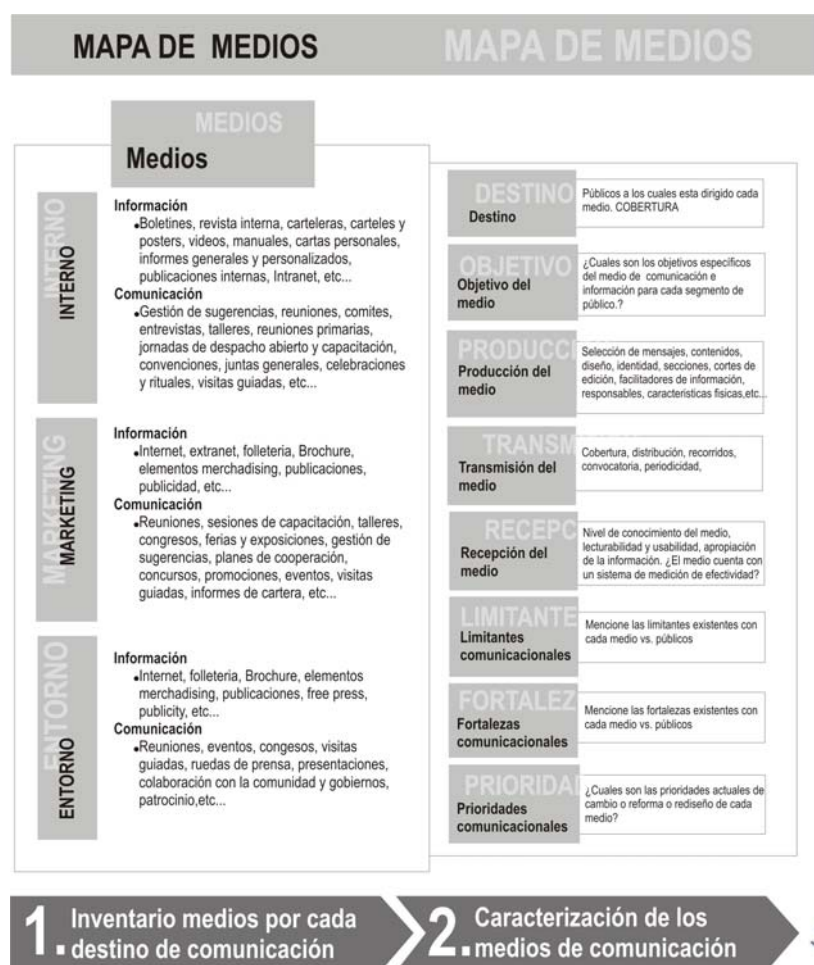 MAPA DE MEDIOS
MAPA DE MEDIOS
MEDIOS
Medios
INTERNO
INTERNO
Información
•Boletines, revista interna, carteleras, carteles y
posters, videos, manuales, cartas personales,
informes generales y personalizados,
publicaciones internas, Intranet, etc...
Comunicación
•Gestión de sugerencias, reuniones, comites,
entrevistas, talleres, reuniones primarias,
jornadas de despacho abierto y capacitación,
convenciones, juntas generales, celebraciones
y rituales, visitas guiadas, etc...
MARKETING
MARKETING
Información
•Internet, extranet, folleteria, Brochure,
elementos merchadising, publicaciones,
publicidad, etc...
Comunicación
•Reuniones, sesiones de capacitación, talleres,
congresos, ferias y exposiciones, gestión de
sugerencias, planes de cooperación,
concursos, promociones, eventos, visitas
guiadas, informes de cartera, etc...
ENTORNO
ENTORNO
Información
•Internet, folleteria, Brochure, elementos
merchadising, publicaciones, free press,
publicity, etc...
Comunicación
•Reuniones, eventos, congesos, visitas
guiadas, ruedas de prensa, presentaciones,
colaboración con la comunidad y gobiernos,
patrocinio,etc...
DESTINO
Destino
Públicos a los cuales esta dirigido cada
medio. COBERTURA
OBJETIVO
Objetivo del
medio
¿Cuales son los objetivos específicos
del medio de comunicación e
información para cada segmento de
público.?
PRODUCCI
Producción del
medio
Selección de mensajes, contenidos,
diseño, identidad, secciones, cortes de
edición, facilitadores de información,
responsables, caracteristicas fisicas,etc...
TRANSM
Transmisión del
medio
Cobertura, distribución, recorridos,
convocatoria, periodicidad,
RECEPC
Recepción del
medio
Nivel de conocimiento del medio,
lecturabilidad y usabilidad, apropiación
de la información. ¿El medio cuenta con
un sistema de medición de efectividad?
LIMITANTE
Limitantes
comunicacionales
Mencione las limitantes existentes con
cada medio vs. públicos
FORTALEZ
Fortalezas
comunicacionales
Mencione las fortalezas existentes con
cada medio vs. públicos
PRIORIDA
Prioridades
comunicacionales
¿Cuales son las prioridades actuales de
cambio o reforma o rediseño de cada
medio?
1. Inventario medios por cada
destino de comunicación
2. Caracterización de los
medios de comunicación